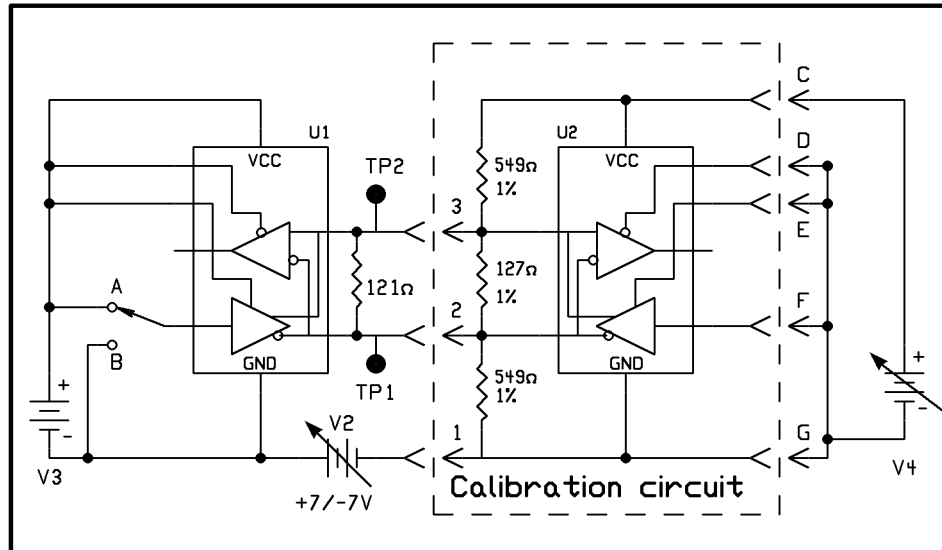 C
U1
U2
D
VCC
VCC
TP2
549Ω
1%
3
E
A
121Ω
127Ω
1%
2
F
B
GND
GND
TP1
549Ω
1%
+
+
-
-
V2
1
G
V3
V4
+7/-7V
Calibration circuit